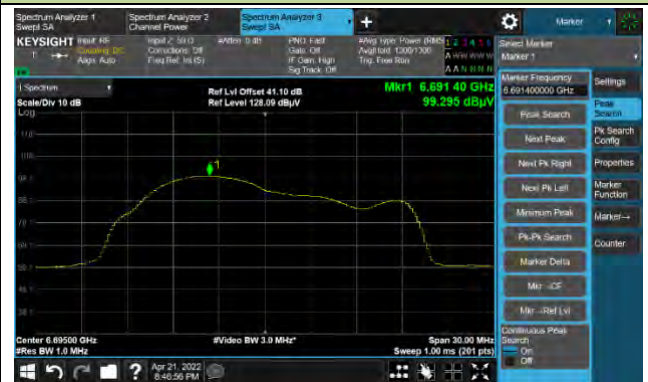 Spectrum Analyzer 1
Swept SA
Spectrum Analyzer 2
Channel Power
Spectrum Analyzer 3
Swept SA
Marker
KEYSIGHT
Input: RF
Coupling: DC
Align: Auto
Input Z: 50 Ω
Corrections: Off
Freq Ref: Int (S)
#Atten: 0 dB
PNO: Fast
Gate: Off
IF Gain: High
Sig Track: Off
#Avg Type: Power (RMS)
Avg|Hold: 1300/1300
Trig: Free Run
1 2 3 4 5 6
Select Marker
Marker 1
1 Spectrum
Scale/Div 10 dB
Log
Ref Lvl Offset 41.10 dB
Ref Level 128.09 dBµV
Mkr1 6.691 40 GHz
99.295 dBµV
1
Center 6.69500 GHz
#Res BW 1.0 MHz
#Video BW 3.0 MHz*
Span 30.00 MHz
Sweep 1.00 ms (201 pts)
Apr 21, 2022
8:46:56 PM
Marker Frequency
6.691400000 GHz
Peak Search
Next Peak
Next Pk Right
Next Pk Left
Minimum Peak
Pk-Pk Search
Marker Delta
Mkr→CF
Mkr→Ref Lvl
Continuous Peak
Search
On
Off
Settings
Peak
Search
Pk Search
Config
Properties
Marker
Function
Marker→
Counter